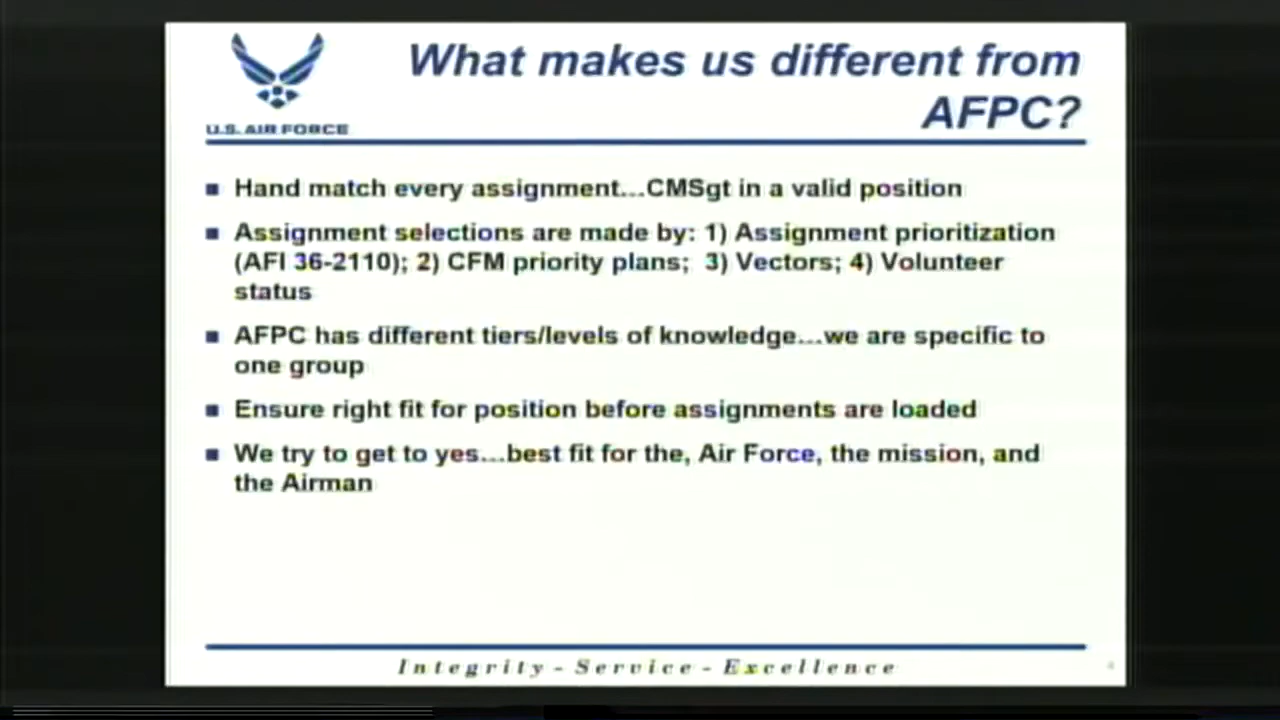 What makes us different from
AFPC?
U.S. AIR FORCE
Hand match every assignment...CMSgt in a valid position
Assignment selections are made by: 1) Assignment prioritization
(AFI 36-2110); 2) CFM priority plans; 3) Vectors; 4) Volunteer
status
AFPC has different tiers/levels of knowledge...we are specific to
one group
Ensure right fit for position before assignments are loaded
We try to get to yes...best fit for the, Air Force, the mission, and
the Airman
Integrity - Service - Excellence